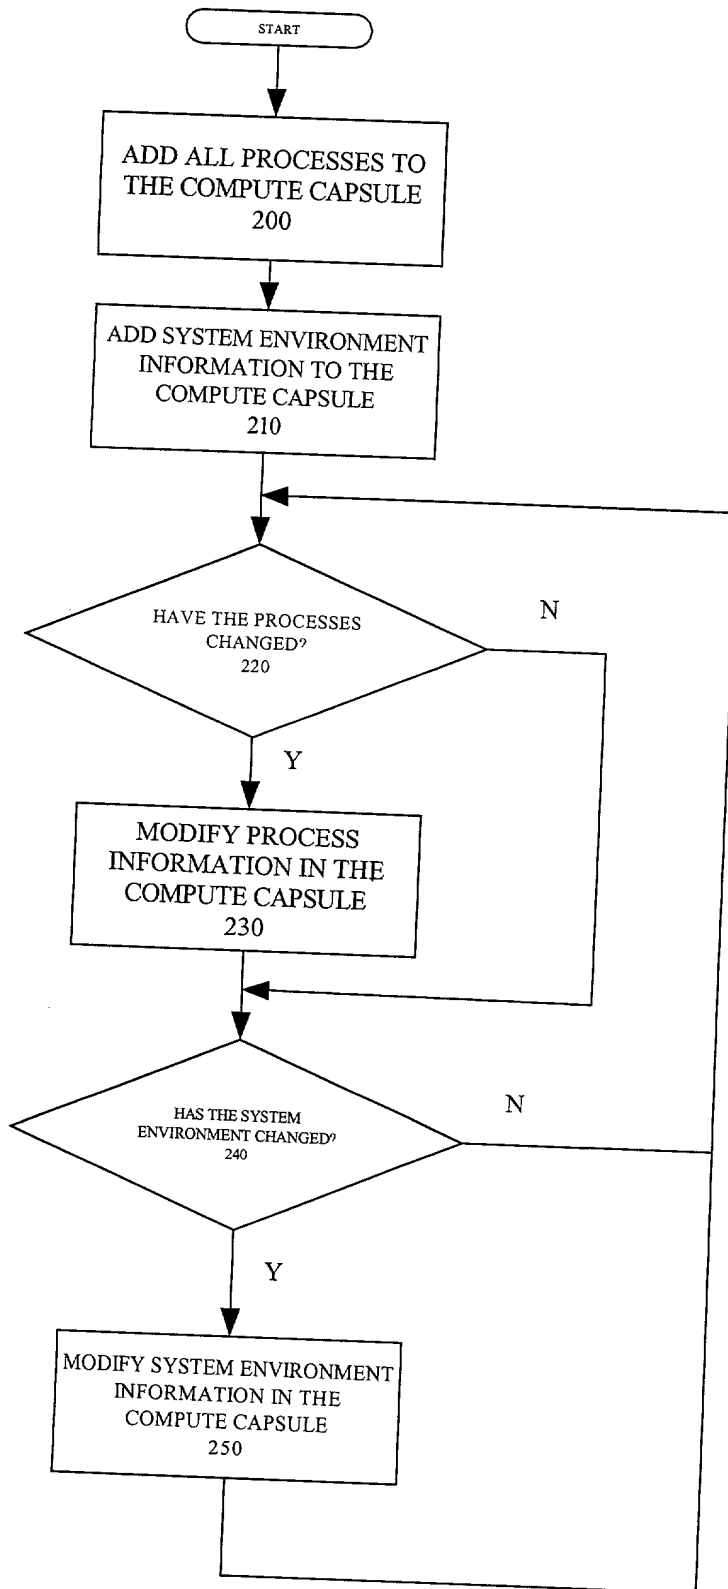 START
ADD ALL PROCESSES TO
THE COMPUTE CAPSULE
200
ADD SYSTEM ENVIRONMENT
INFORMATION TO THE
COMPUTE CAPSULE
210
HAVE THE PROCESSES
CHANGED?
220
N
Y
MODIFY PROCESS
INFORMATION IN THE
COMPUTE CAPSULE
230
HAS THE SYSTEM
ENVIRONMENT CHANGED?
240
N
Y
MODIFY SYSTEM ENVIRONMENT
INFORMATION IN THE
COMPUTE CAPSULE
250